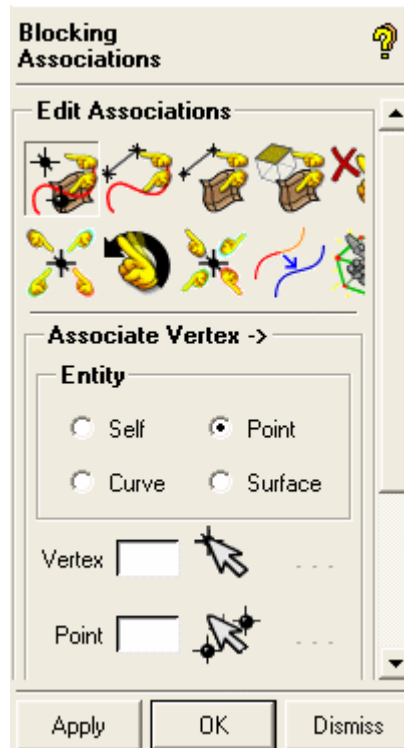 Blocking
Associations
Edit Associations
Associate Vertex ->
Entity
Self Point
Curve Surface
Vertex ...
Point ...
Apply OK Dismiss